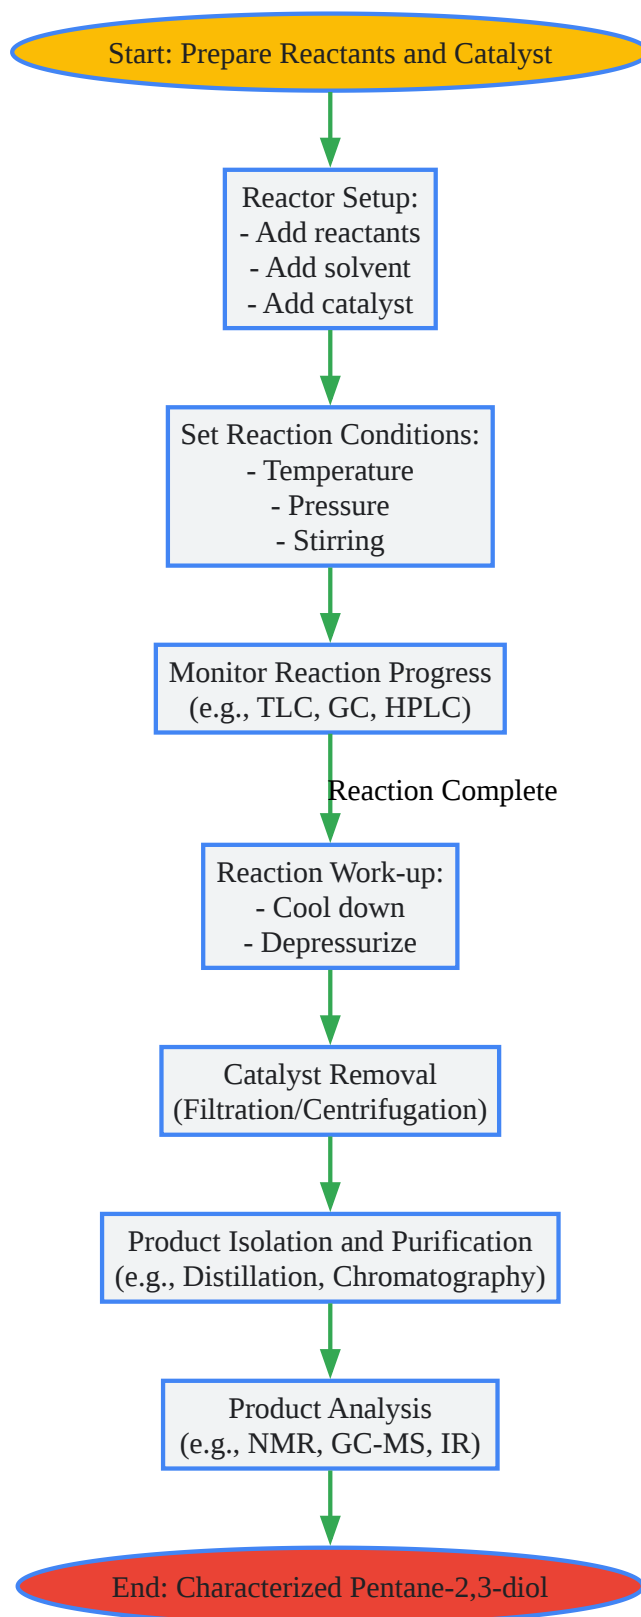 Start: Prepare Reactants and Catalyst
Reactor Setup:
- Add reactants
- Add solvent
- Add catalyst
Set Reaction Conditions:
- Temperature
- Pressure
- Stirring
Monitor Reaction Progress
(e.g., TLC, GC, HPLC)
Reaction Complete
Reaction Work-up:
- Cool down
- Depressurize
Catalyst Removal
(Filtration/Centrifugation)
Product Isolation and Purification
(e.g., Distillation, Chromatography)
Product Analysis
(e.g., NMR, GC-MS, IR)
End: Characterized Pentane-2,3-diol